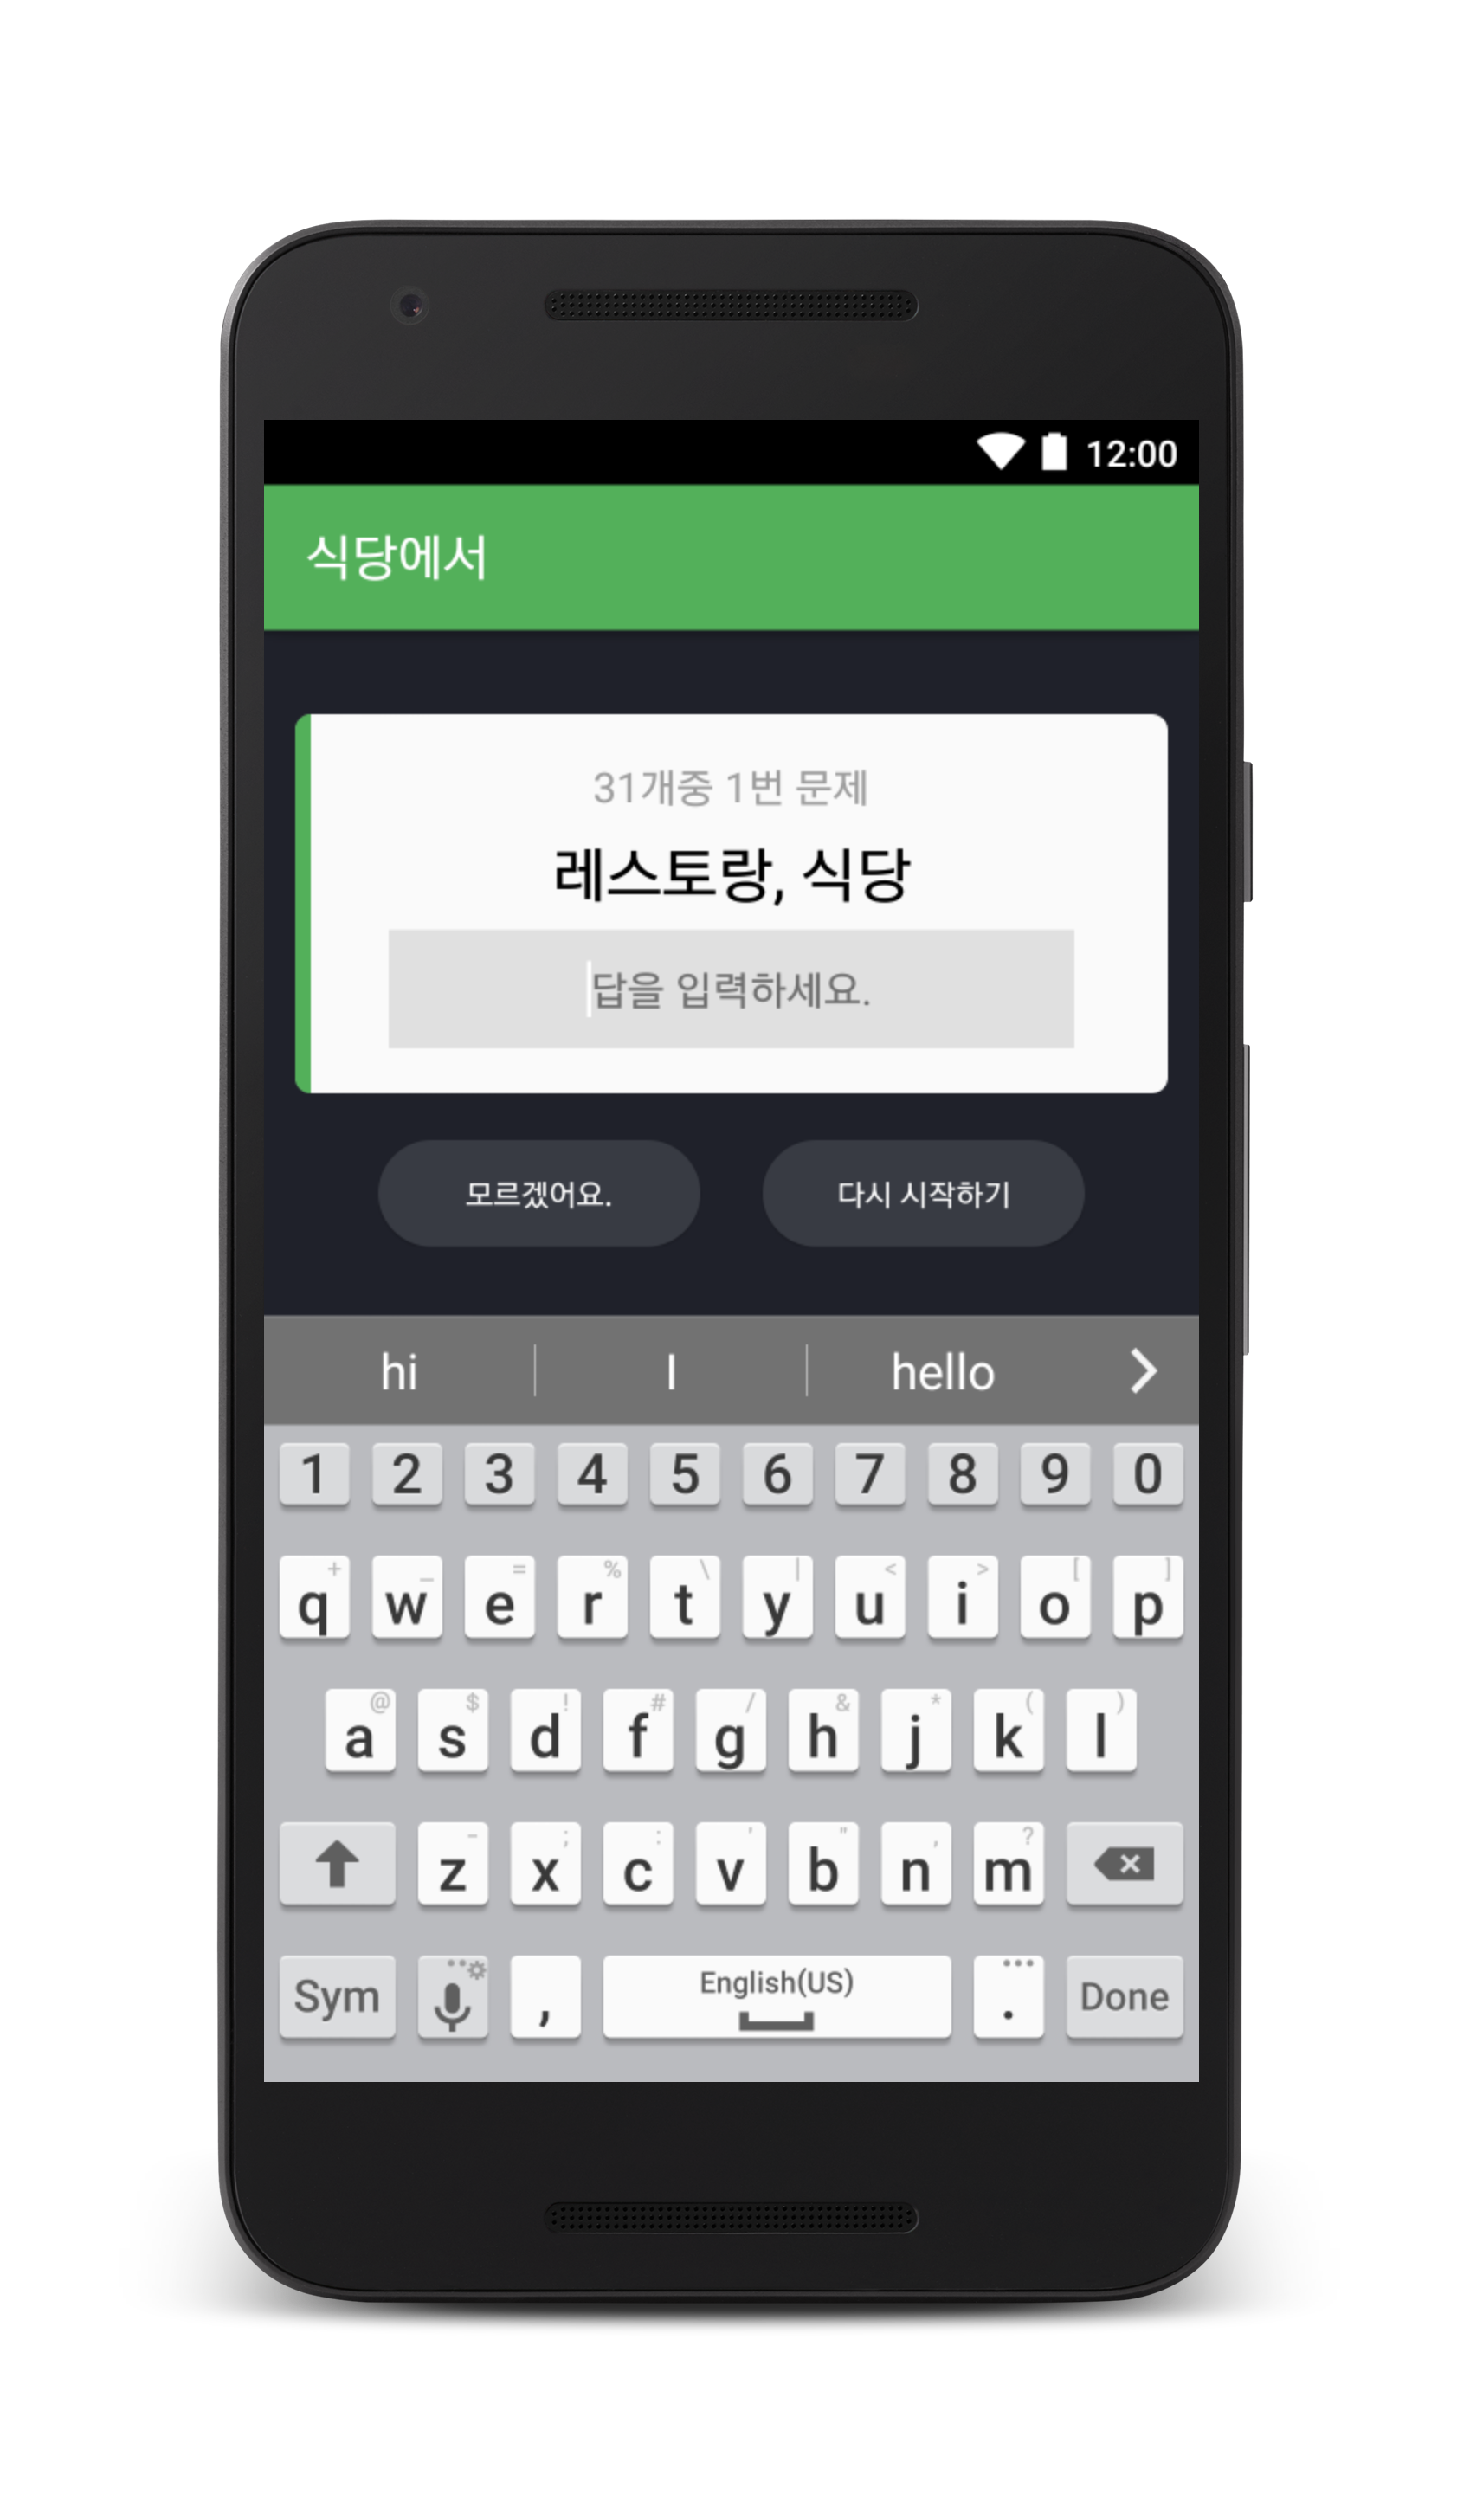 12:00
식당에서
31개중 1번 문제
레스토랑, 식당
답을 입력하세요.
모르겠어요. 다시 시작하기
hi I hello
1 2 3 4 5 6 7 8 9 0
+ _ = % \ | < > [ ]
q w e r t y u i o p
@ $ ! # / & * ( )
a s d f g h j k l
- ; : ' " , ?
z x c v b n m
Sym , English(US) . Done